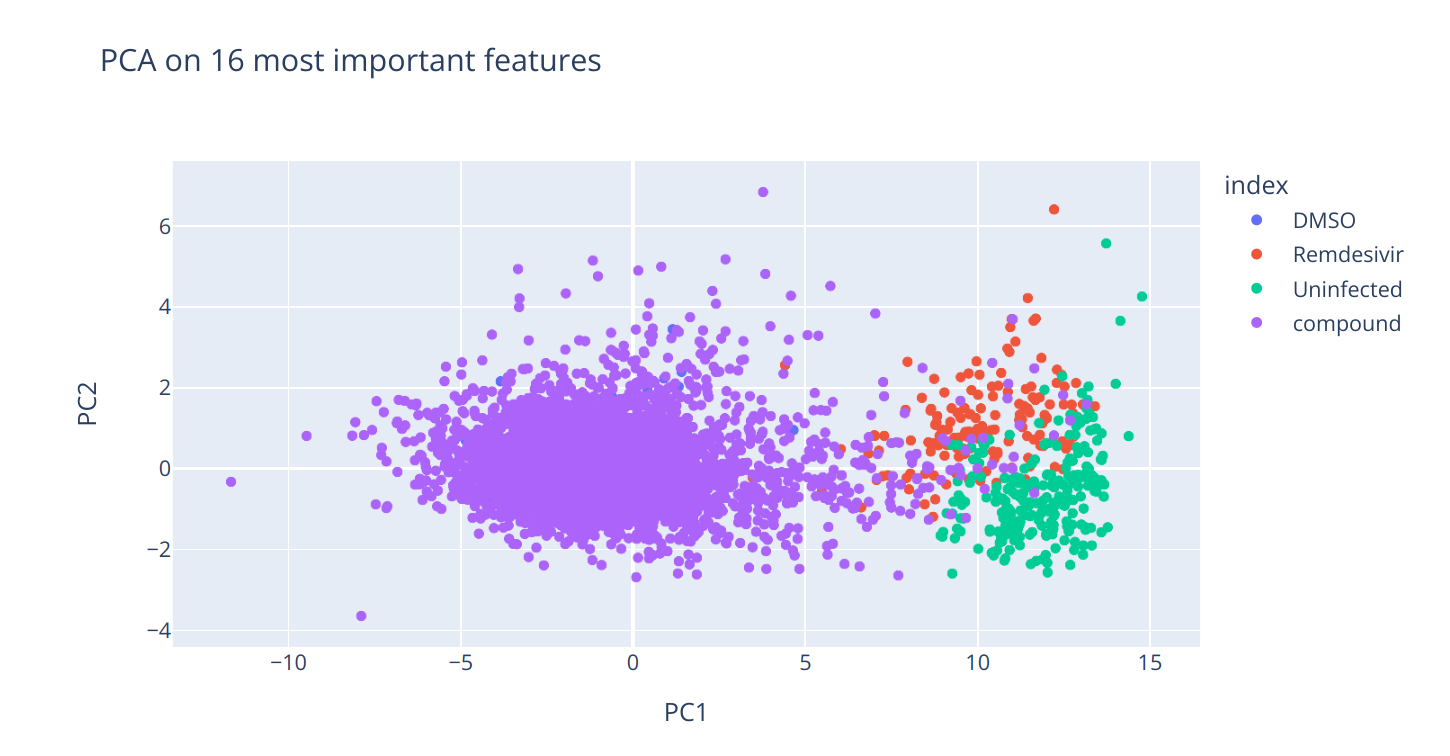 PCA on 16 most important features
index
DMSO
Remdesivir
Uninfected
compound
PC2
6
4
2
0
−2
−4
−10
−5
0
5
10
15
PC1